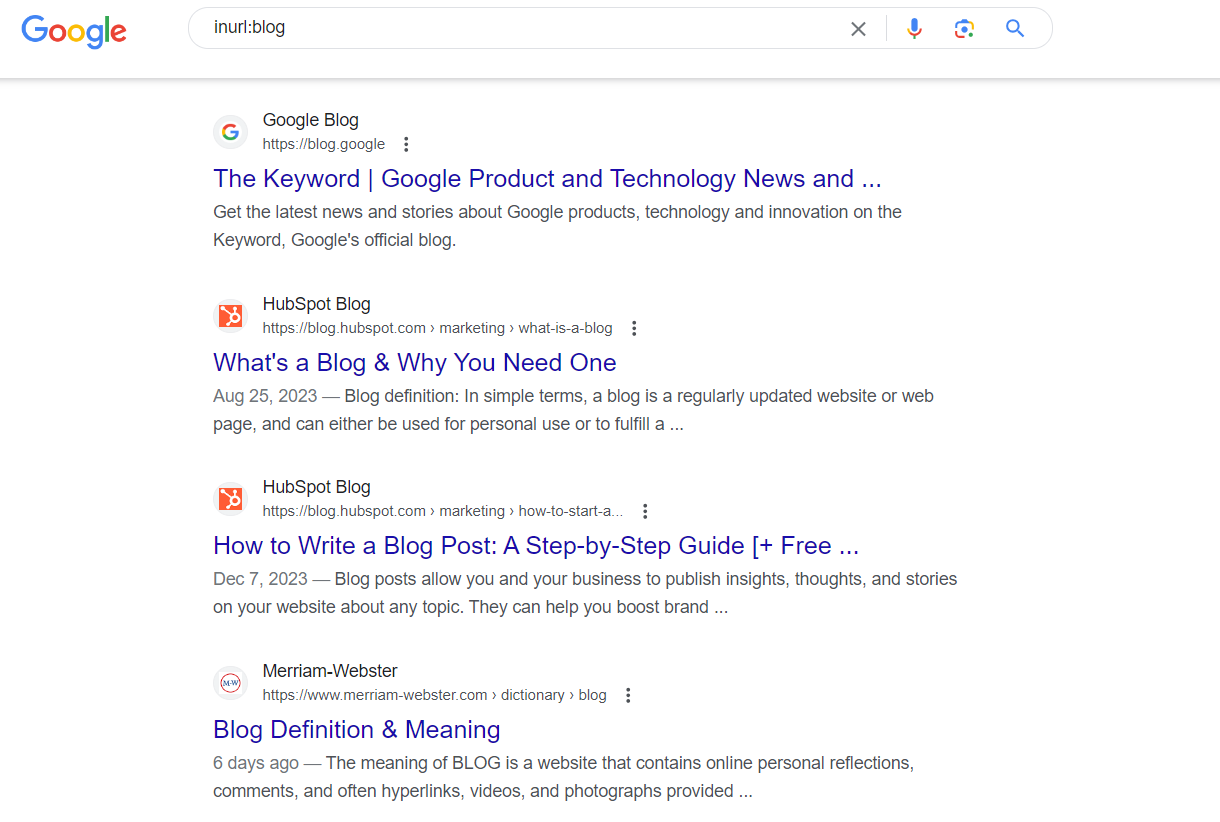 Google
inurl:blog
Google Blog
https://blog.google
The Keyword | Google Product and Technology News and ...
Get the latest news and stories about Google products, technology and innovation on the
Keyword, Google's official blog.
HubSpot Blog
https://blog.hubspot.com › marketing › what-is-a-blog
What's a Blog & Why You Need One
Aug 25, 2023 — Blog definition: In simple terms, a blog is a regularly updated website or web
page, and can either be used for personal use or to fulfill a ...
HubSpot Blog
https://blog.hubspot.com › marketing › how-to-start-a...
How to Write a Blog Post: A Step-by-Step Guide [+ Free ...
Dec 7, 2023 — Blog posts allow you and your business to publish insights, thoughts, and stories
on your website about any topic. They can help you boost brand ...
M-W
Merriam-Webster
https://www.merriam-webster.com › dictionary › blog
Blog Definition & Meaning
6 days ago — The meaning of BLOG is a website that contains online personal reflections,
comments, and often hyperlinks, videos, and photographs provided ...